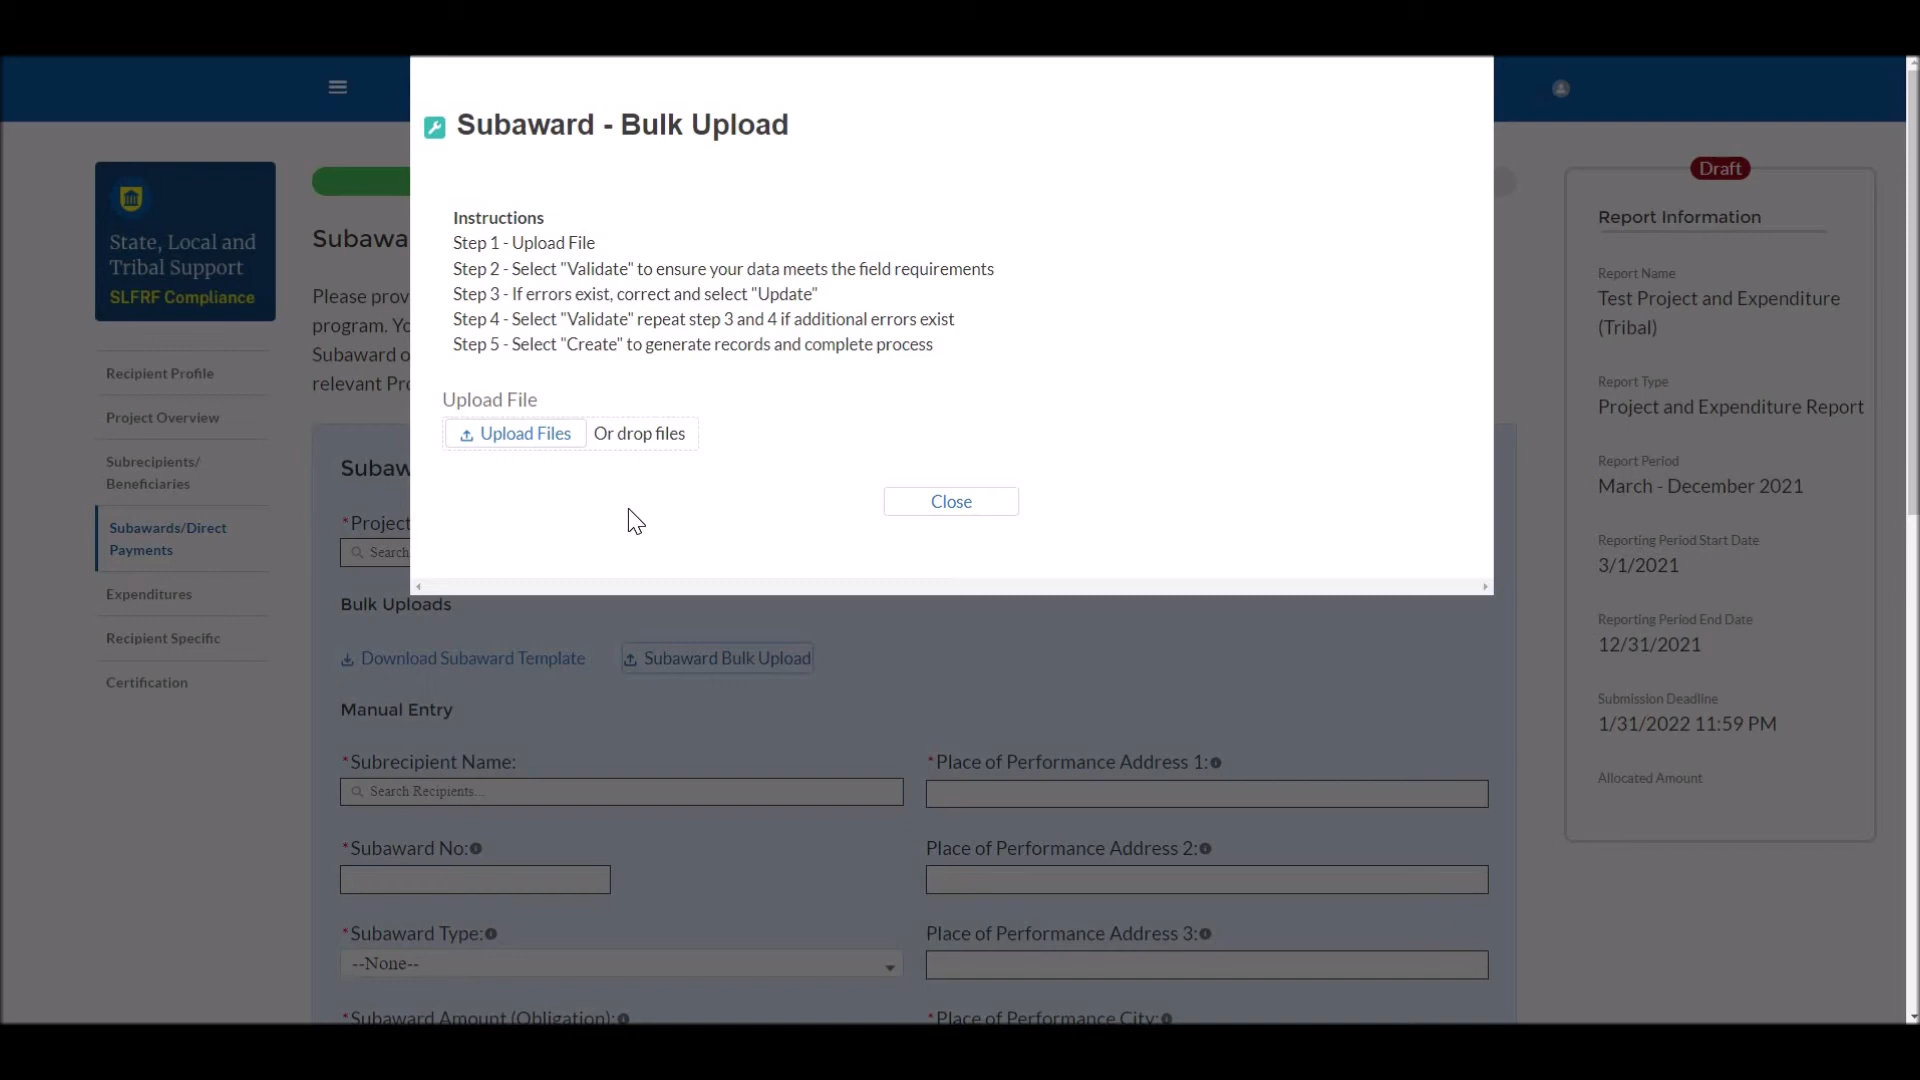 Subaward - Bulk Upload
Instructions
Step 1 - Upload File
Step 2 - Select "Validate" to ensure your data meets the field requirements
Step 3 - If errors exist, correct and select "Update"
Step 4 - Select "Validate" repeat step 3 and 4 if additional errors exist
Step 5 - Select "Create" to generate records and complete process
Upload File
Upload Files Or drop files
Close
State, Local and
Tribal Support
SLFRF Compliance
Recipient Profile
Project Overview
Subrecipients/
Beneficiaries
Subawards/Direct
Payments
Expenditures
Recipient Specific
Certification
Please
program.
Subaward
relevant
*Project
Search
Bulk Uploads
Download Subaward Template Subaward Bulk Upload
Manual Entry
*Subrecipient Name:
Search Recipients...
*Subaward No:
*Subaward Type:
--None--
*Subaward Amount (Obligation):
*Place of Performance Address 1:
Place of Performance Address 2:
Place of Performance Address 3:
*Place of Performance City:
Draft
Report Information
Report Name
Test Project and Expenditure
(Tribal)
Report Type
Project and Expenditure Report
Report Period
March - December 2021
Reporting Period Start Date
3/1/2021
Reporting Period End Date
12/31/2021
Submission Deadline
1/31/2022 11:59 PM
Allocated Amount